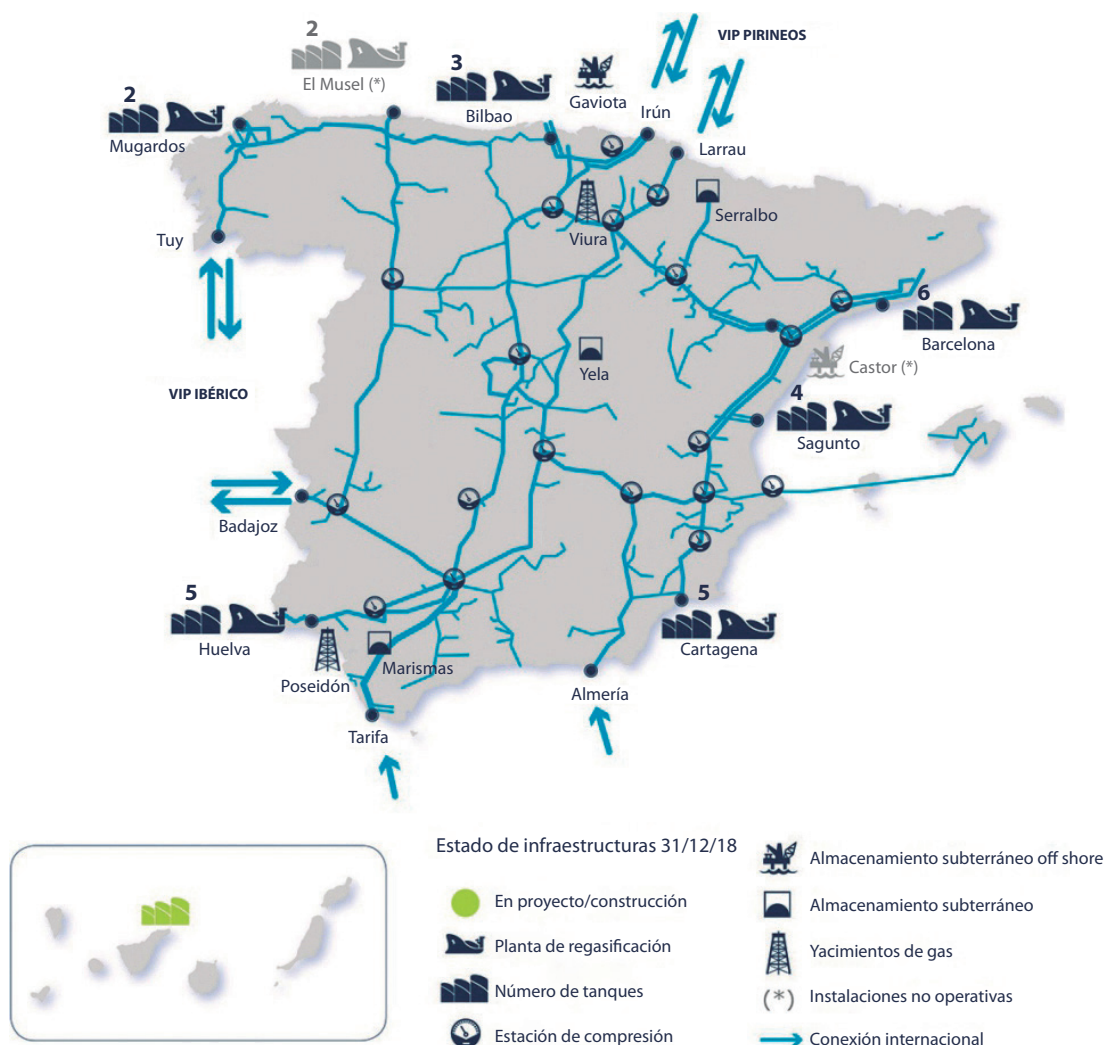 2
El Musel (*)
3
Bilbao
Gaviota
VIP PIRINEOS
2
Mugardos
Irún
Larrau
Tuy
Viura
Serralbo
6
Barcelona
Castor (*)
Yela
VIP IBÉRICO
4
Sagunto
Badajoz
5
Huelva
Poseidón
Marismas
5
Cartagena
Almería
Tarifa
Estado de infraestructuras 31/12/18
En proyecto/construcción
Planta de regasificación
Número de tanques
Estación de compresión
Almacenamiento subterráneo off shore
Almacenamiento subterráneo
Yacimientos de gas
(*) Instalaciones no operativas
Conexión internacional